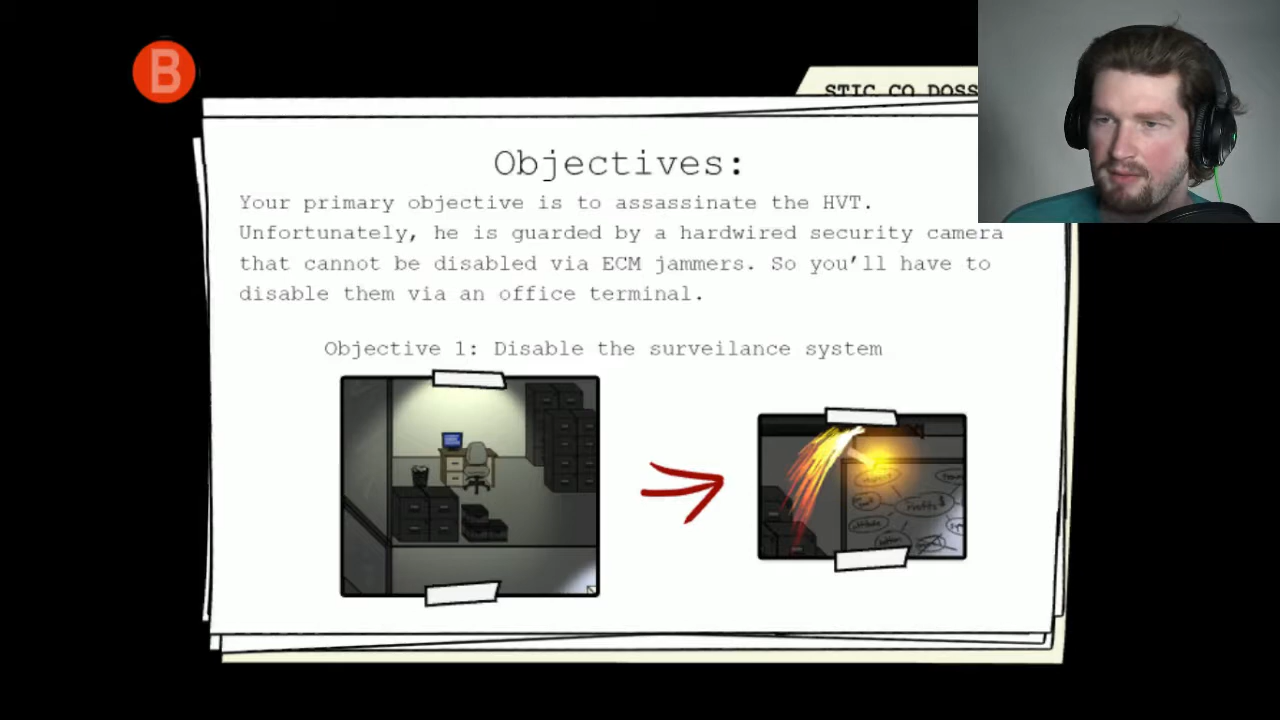 B
STIC CO DOSS
Objectives:
Your primary objective is to assassinate the HVT.
Unfortunately, he is guarded by a hardwired security camera
that cannot be disabled via ECM jammers. So you'll have to
disable them via an office terminal.
Objective 1: Disable the surveilance system
Profits